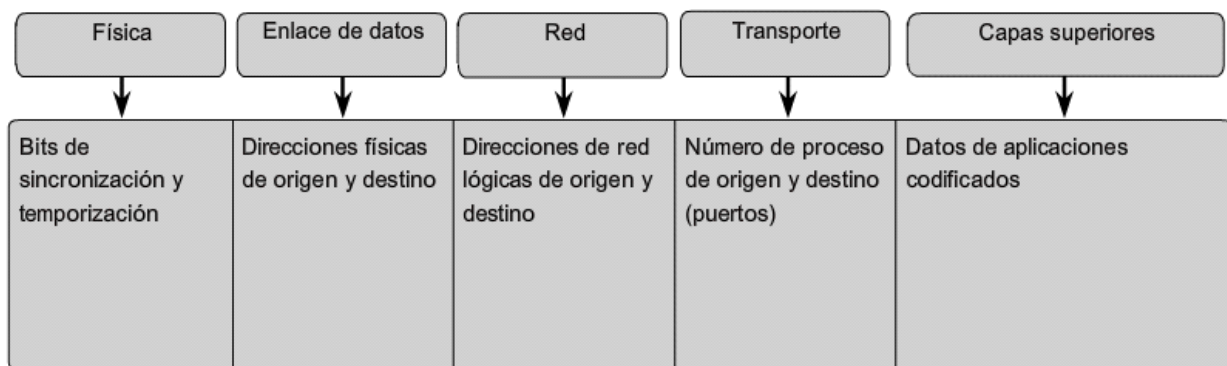 Física
Enlace de datos
Red
Transporte
Capas superiores
Bits de
sincronización y
temporización
Direcciones físicas
de origen y destino
Direcciones de red
lógicas de origen y
destino
Número de proceso
de origen y destino
(puertos)
Datos de aplicaciones
codificados